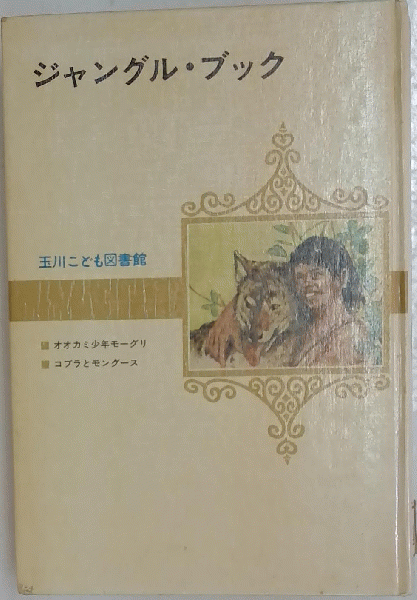 ジャングル・ブック
玉川こども図書館
オオカミ少年モーグリ
コブラとモングース